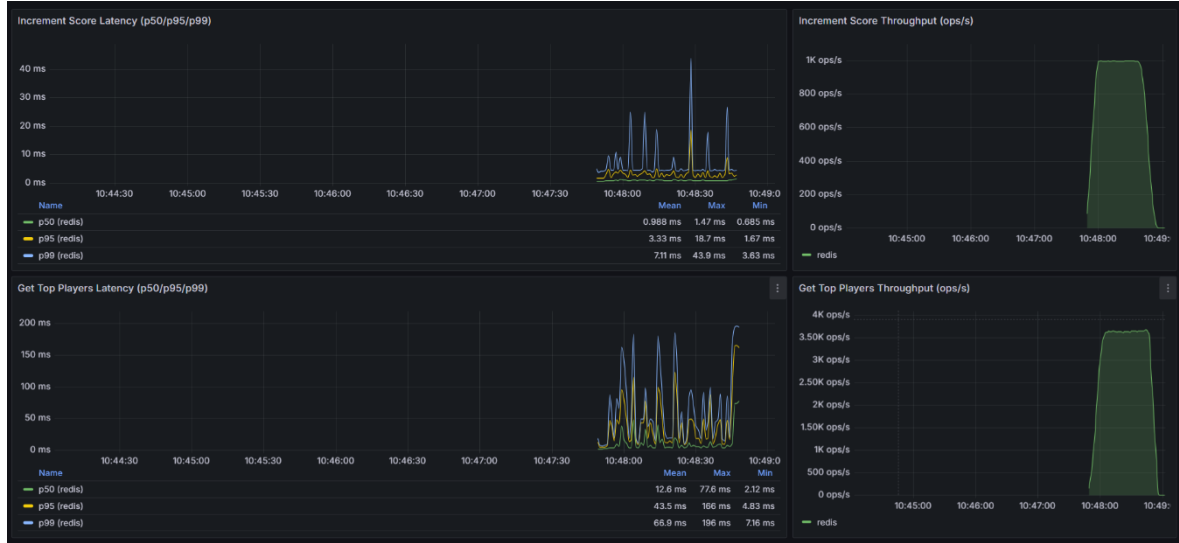 Increment Score Latency (p50/p95/p99)
40 ms
30 ms
20 ms
10 ms
0 ms
10:44:30 10:45:00 10:45:30 10:46:00 10:46:30 10:47:00 10:47:30 10:48:00 10:48:30 10:49:0
Name Mean Max Min
p50 (redis) 0.988 ms 1.47 ms 0.685 ms
p95 (redis) 3.33 ms 18.7 ms 1.67 ms
p99 (redis) 7.11 ms 43.9 ms 3.63 ms
Increment Score Throughput (ops/s)
1K ops/s
800 ops/s
600 ops/s
400 ops/s
200 ops/s
0 ops/s
10:45:00 10:46:00 10:47:00 10:48:00 10:49:
redis
Get Top Players Latency (p50/p95/p99)
200 ms
150 ms
100 ms
50 ms
0 ms
10:44:30 10:45:00 10:45:30 10:46:00 10:46:30 10:47:00 10:47:30 10:48:00 10:48:30 10:49:0
Name Mean Max Min
p50 (redis) 12.6 ms 77.6 ms 2.12 ms
p95 (redis) 43.5 ms 166 ms 4.83 ms
p99 (redis) 66.9 ms 196 ms 7.16 ms
Get Top Players Throughput (ops/s)
4K ops/s
3.50K ops/s
3K ops/s
2.50K ops/s
2K ops/s
1.50K ops/s
1K ops/s
500 ops/s
0 ops/s
10:45:00 10:46:00 10:47:00 10:48:00 10:49:
redis